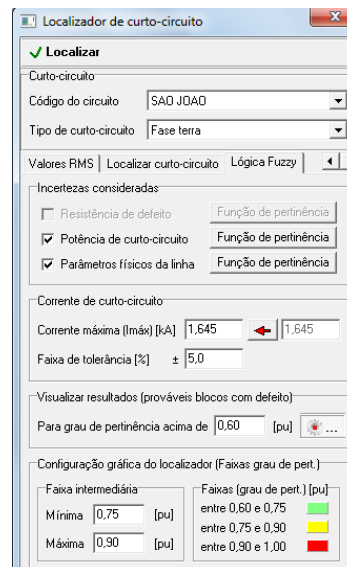 Localizador de curto-circuito
Localizar
Curto-circuito
Código do circuito SAO JOAO
Tipo de curto-circuito Fase terra
Valores RMS Localizar curto-circuito Lógica Fuzzy
Incertezas consideradas
Resistência de defeito Função de pertinência
Potência de curto-circuito Função de pertinência
Parâmetros físicos da linha Função de pertinência
Corrente de curto-circuito
Corrente máxima (Imáx) [kA] 1,645 1,645
Faixa de tolerância [%] ± 5,0
Visualizar resultados (prováveis blocos com defeito)
Para grau de pertinência acima de 0,60 [pu] ...
Configuração gráfica do localizador (Faixas grau de pert.)
Faixa intermediária
Mínima 0,75 [pu]
Máxima 0,90 [pu]
Faixas (grau de pert.) [pu]
entre 0,60 e 0,75
entre 0,75 e 0,90
entre 0,90 e 1,00